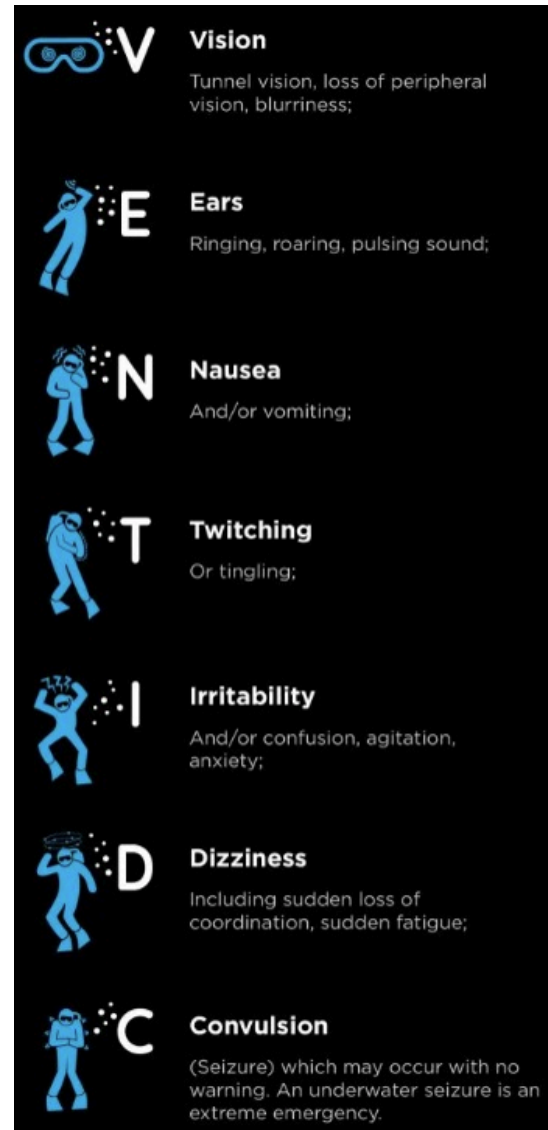 V Vision
Tunnel vision, loss of peripheral
vision, blurriness;
E Ears
Ringing, roaring, pulsing sound;
N Nausea
And/or vomiting;
T Twitching
Or tingling;
I Irritability
And/or confusion, agitation,
anxiety;
D Dizziness
Including sudden loss of
coordination, sudden fatigue;
C Convulsion
(Seizure) which may occur with no
warning. An underwater seizure is an
extreme emergency.